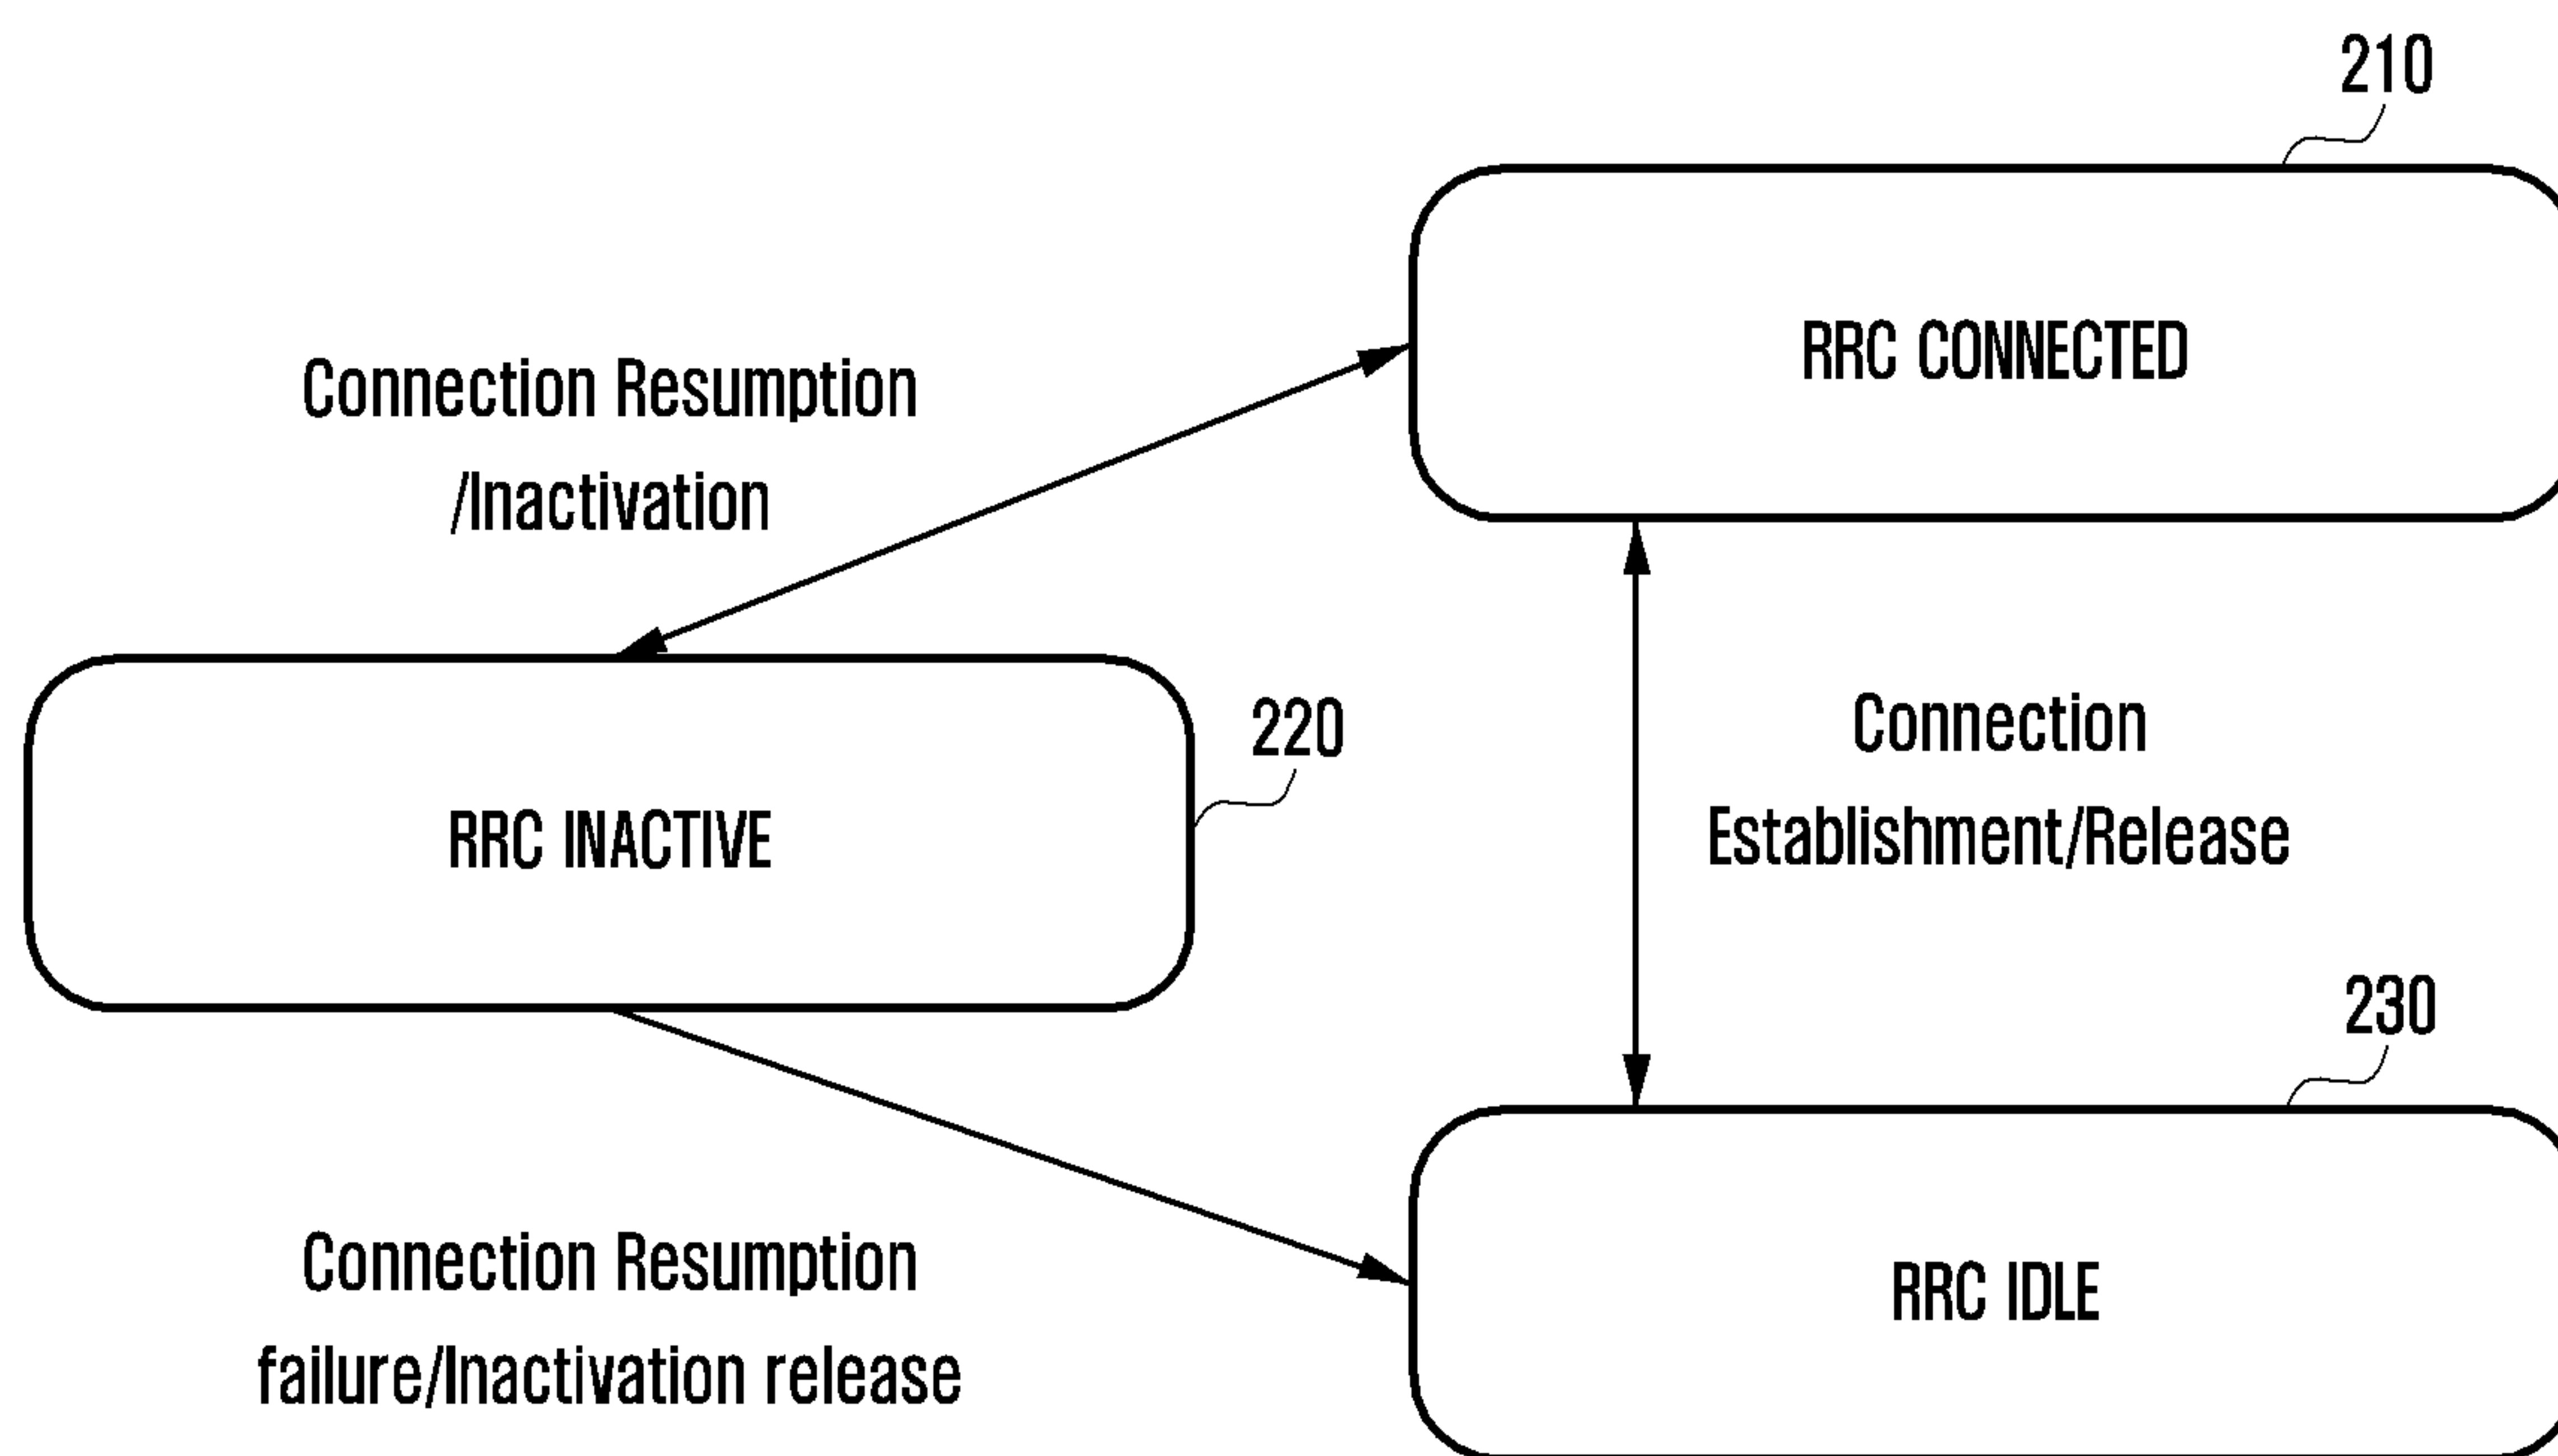 210
RRC CONNECTED
Connection Resumption
/Inactivation
220
Connection
Establishment/Release
RRC INACTIVE
230
RRC IDLE
Connection Resumption
failure/Inactivation release